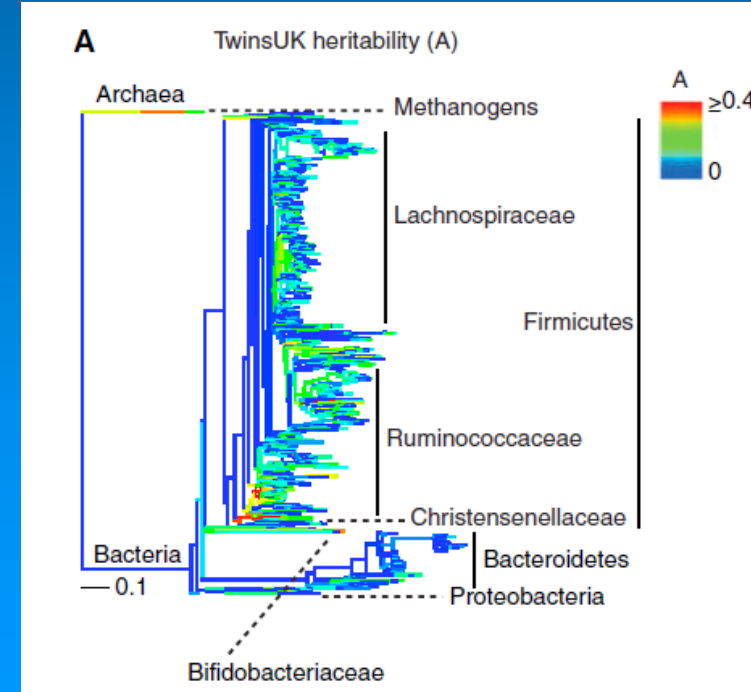 A
TwinsUK heritability (A)
A
≥0.4
0
Archaea
Methanogens
Lachnospiraceae
Firmicutes
Ruminococcaceae
Christensenellaceae
Bacteria
Bacteroidetes
0.1
Proteobacteria
Bifidobacteriaceae